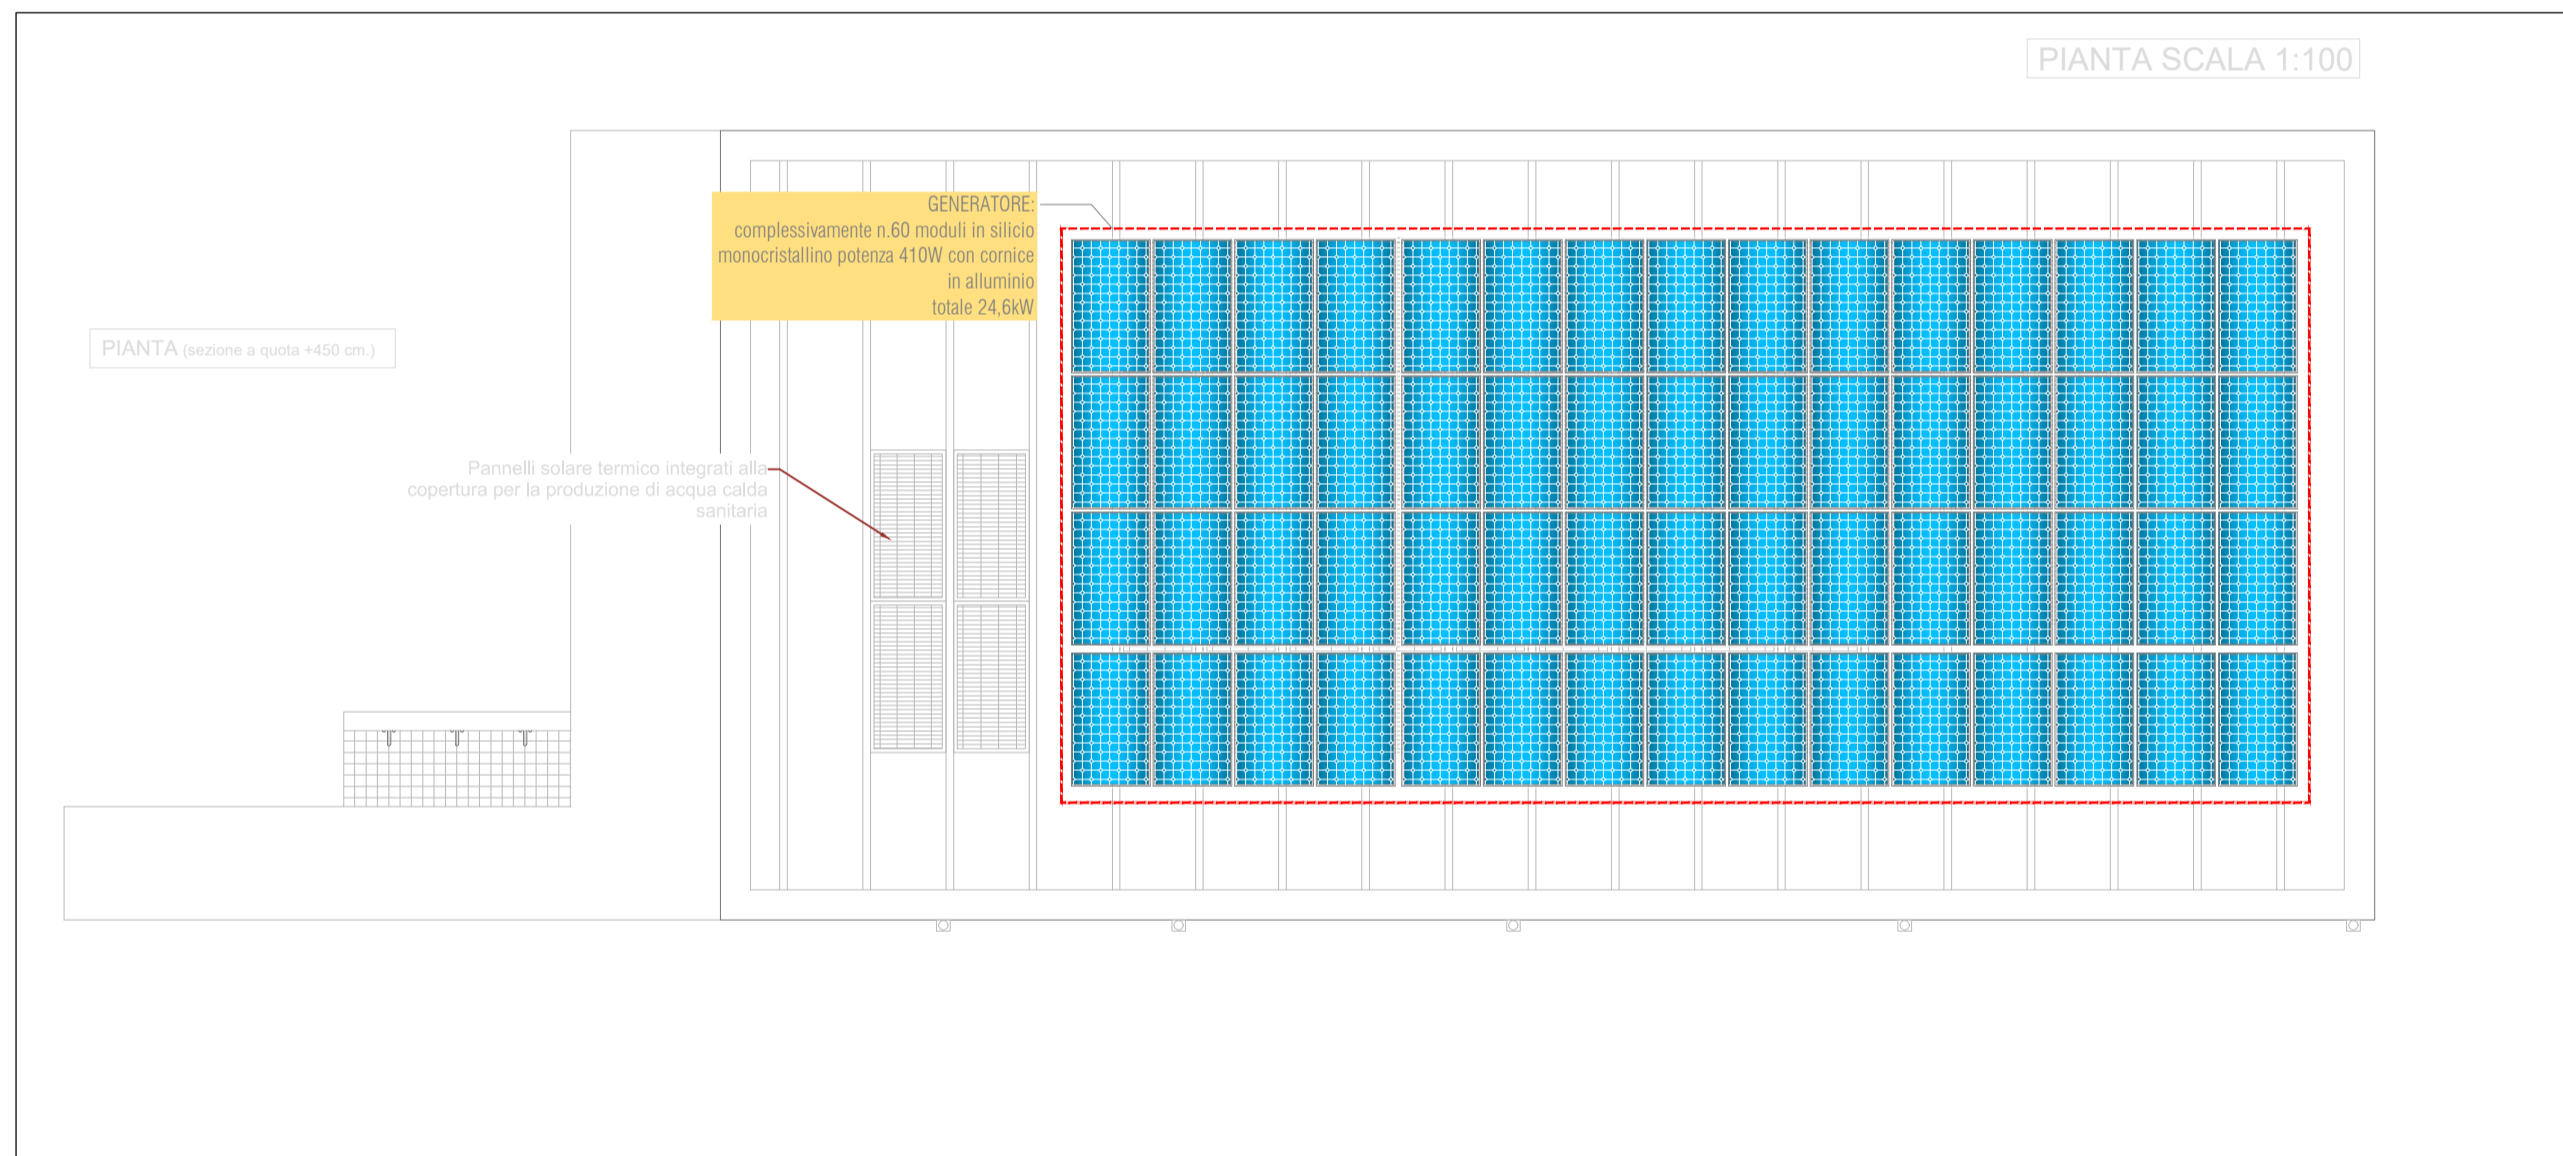 PIANTA SCALA 1:100
GENERATORE:
complessivamente n.60 moduli in silicio
monocristallino potenza 410W con cornice
in alluminio
totale 24,6kW
PIANTA (sezione a quota +450 cm.)
Pannelli solare termico integrati alla
copertura per la produzione di acqua calda
sanitaria